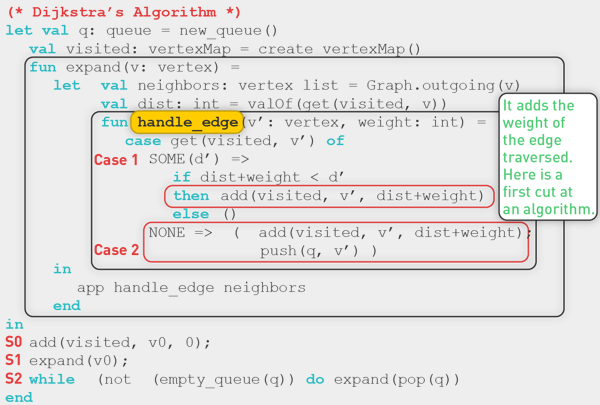 (* Dijkstra’s Algorithm *)
let val q: queue = new_queue()
val visited: vertexMap = create vertexMap()
fun expand(v: vertex) =
let val neighbors: vertex list = Graph.outgoing(v)
val dist: int = valOf(get(visited, v))
fun handle_edge(v’: vertex, weight: int) =
case get(visited, v’) of
Case 1 SOME(d’) =>
if dist+weight < d’
then add(visited, v’, dist+weight)
else ()
NONE => ( add(visited, v’, dist+weight);
Case 2 push(q, v’) )
in
app handle_edge neighbors
end
in
S0 add(visited, v0, 0);
S1 expand(v0);
S2 while (not (empty_queue(q)) do expand(pop(q))
end
It adds the
weight of
the edge
traversed.
Here is a
first cut at
an algorithm.